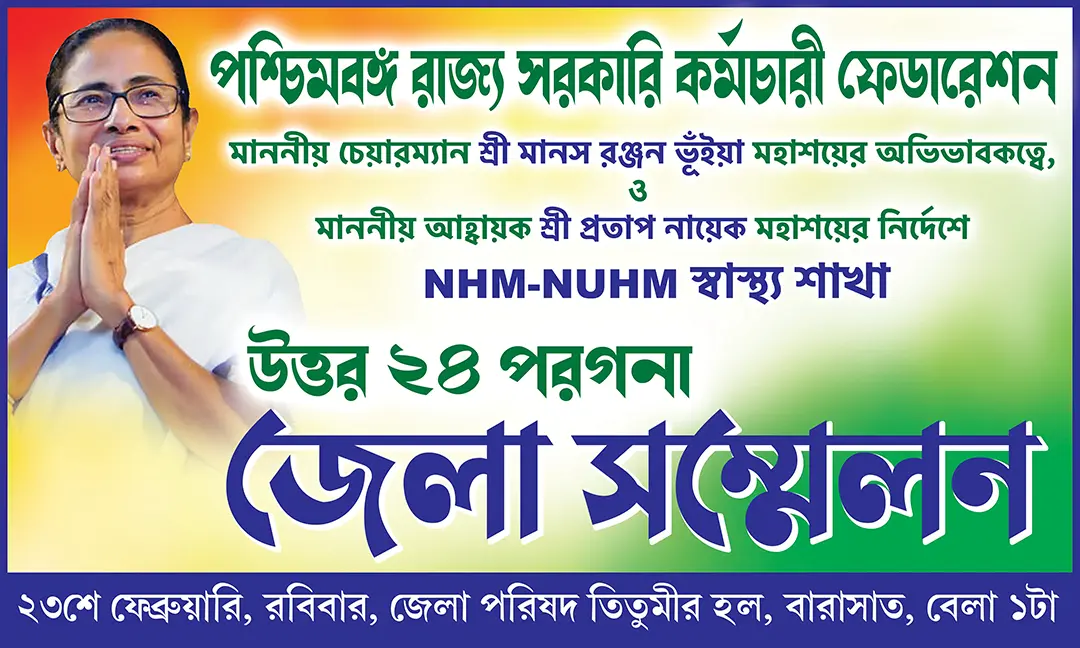 পশ্চিমবঙ্গ রাজ্য সরকারি কর্মচারী ফেডারেশন
মাননীয় চেয়ারম্যান শ্রী মানস রঞ্জন ভূঁইয়া মহাশয়ের অভিভাবকত্বে,
ও
মাননীয় আহ্বায়ক শ্রী প্রতাপ নায়েক মহাশয়ের নির্দেশে
NHM-NUHM স্বাস্থ্য শাখা
উত্তর ২৪ পরগনা
জেলা সম্মেলন
২৩শে ফেব্রুয়ারি, রবিবার, জেলা পরিষদ তিতুমীর হল, বারাসাত, বেলা ১টা